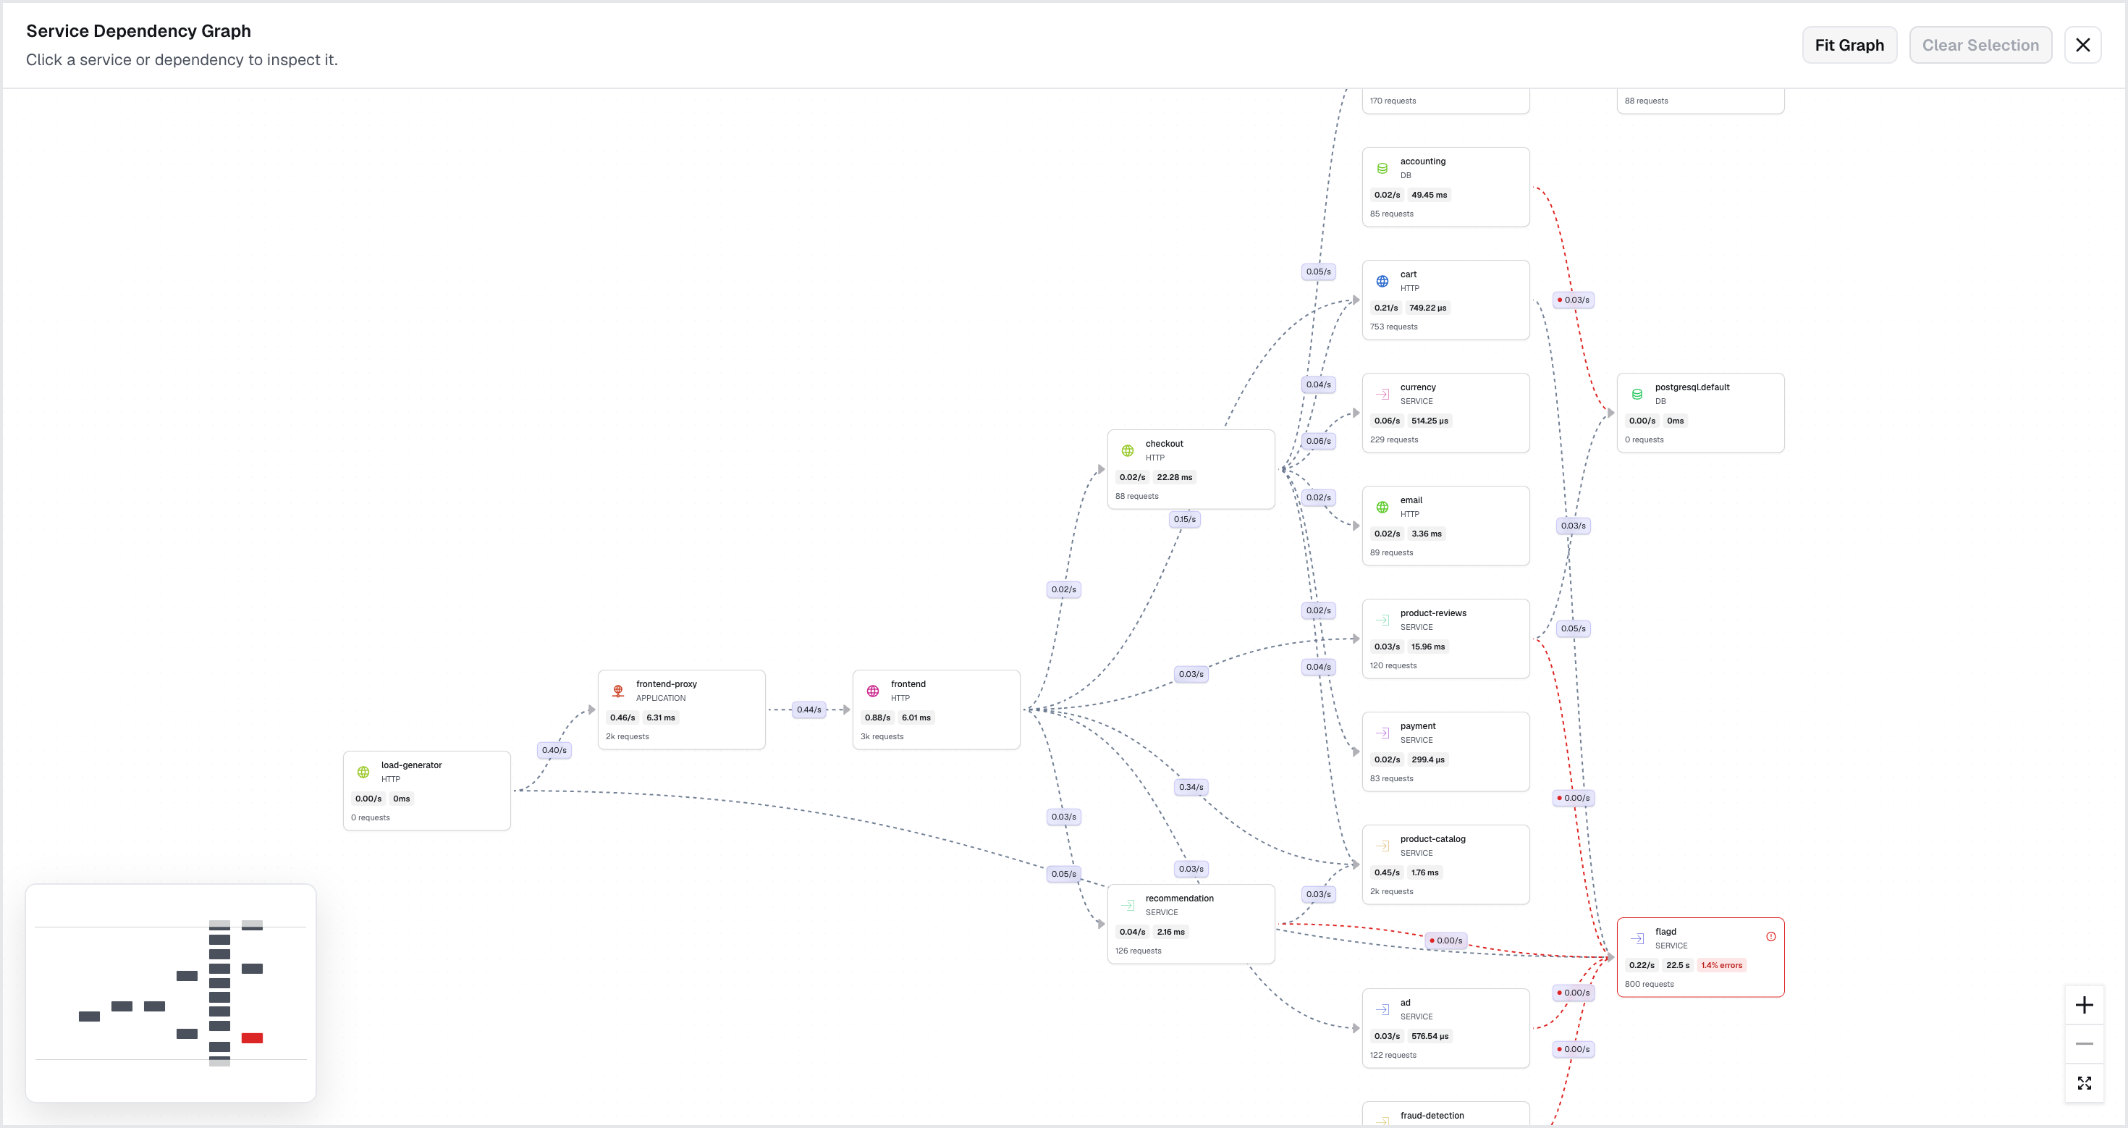 Service Dependency Graph
Click a service or dependency to inspect it.
Fit Graph
Clear Selection
170 requests
88 requests
accounting
DB
0.02/s 49.45 ms
85 requests
0.05/s
cart
HTTP
0.21/s 749.22 µs
753 requests
0.03/s
0.04/s
currency
SERVICE
0.06/s 514.25 µs
229 requests
postgresql.default
DB
0.00/s 0ms
0 requests
checkout
HTTP
0.02/s 22.28 ms
88 requests
0.06/s
0.02/s
email
HTTP
0.02/s 3.36 ms
89 requests
0.15/s
0.03/s
0.02/s
0.02/s
product-reviews
SERVICE
0.03/s 15.96 ms
120 requests
0.05/s
0.03/s
0.04/s
frontend-proxy
APPLICATION
0.46/s 6.31 ms
2k requests
0.44/s
frontend
HTTP
0.88/s 6.01 ms
3k requests
payment
SERVICE
0.02/s 299.4 µs
83 requests
0.40/s
load-generator
HTTP
0.00/s 0ms
0 requests
0.34/s
0.00/s
0.03/s
product-catalog
SERVICE
0.45/s 1.76 ms
2k requests
0.05/s
0.03/s
0.03/s
recommendation
SERVICE
0.04/s 2.16 ms
126 requests
0.00/s
flagd
SERVICE
0.22/s 22.5 s 1.4% errors
800 requests
0.00/s
ad
SERVICE
0.03/s 576.54 µs
122 requests
0.00/s
fraud-detection